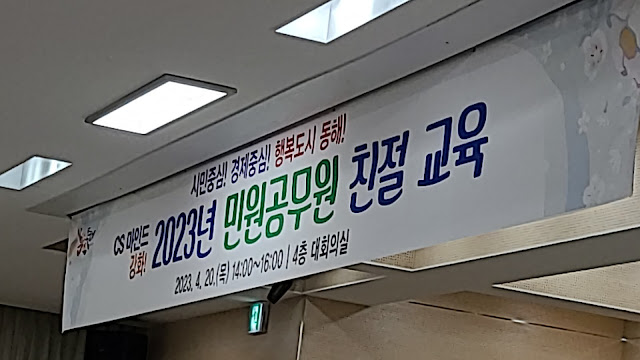 시민중심! 경제중심! 행복도시 동해!
CS 마인드 강화! 2023년 민원공무원 친절 교육
2023. 4. 20.(목) 14:00~16:00 | 4층 대회의실